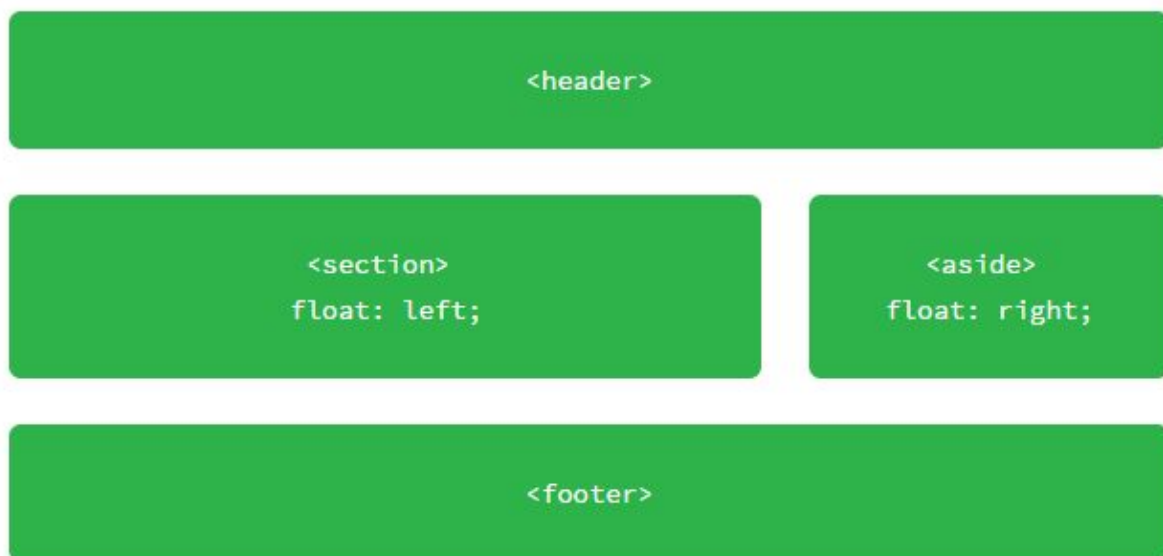 <header>
<section>
float: left;
<aside>
float: right;
<footer>